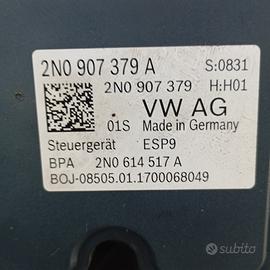 2N0 907 379 A S:0831
2N0 907 379 H:H01
VW AG
01S Made in Germany
Steuergerät ESP9
BPA 2N0 614 517 A
BOJ-08505.01.1700068049
subito